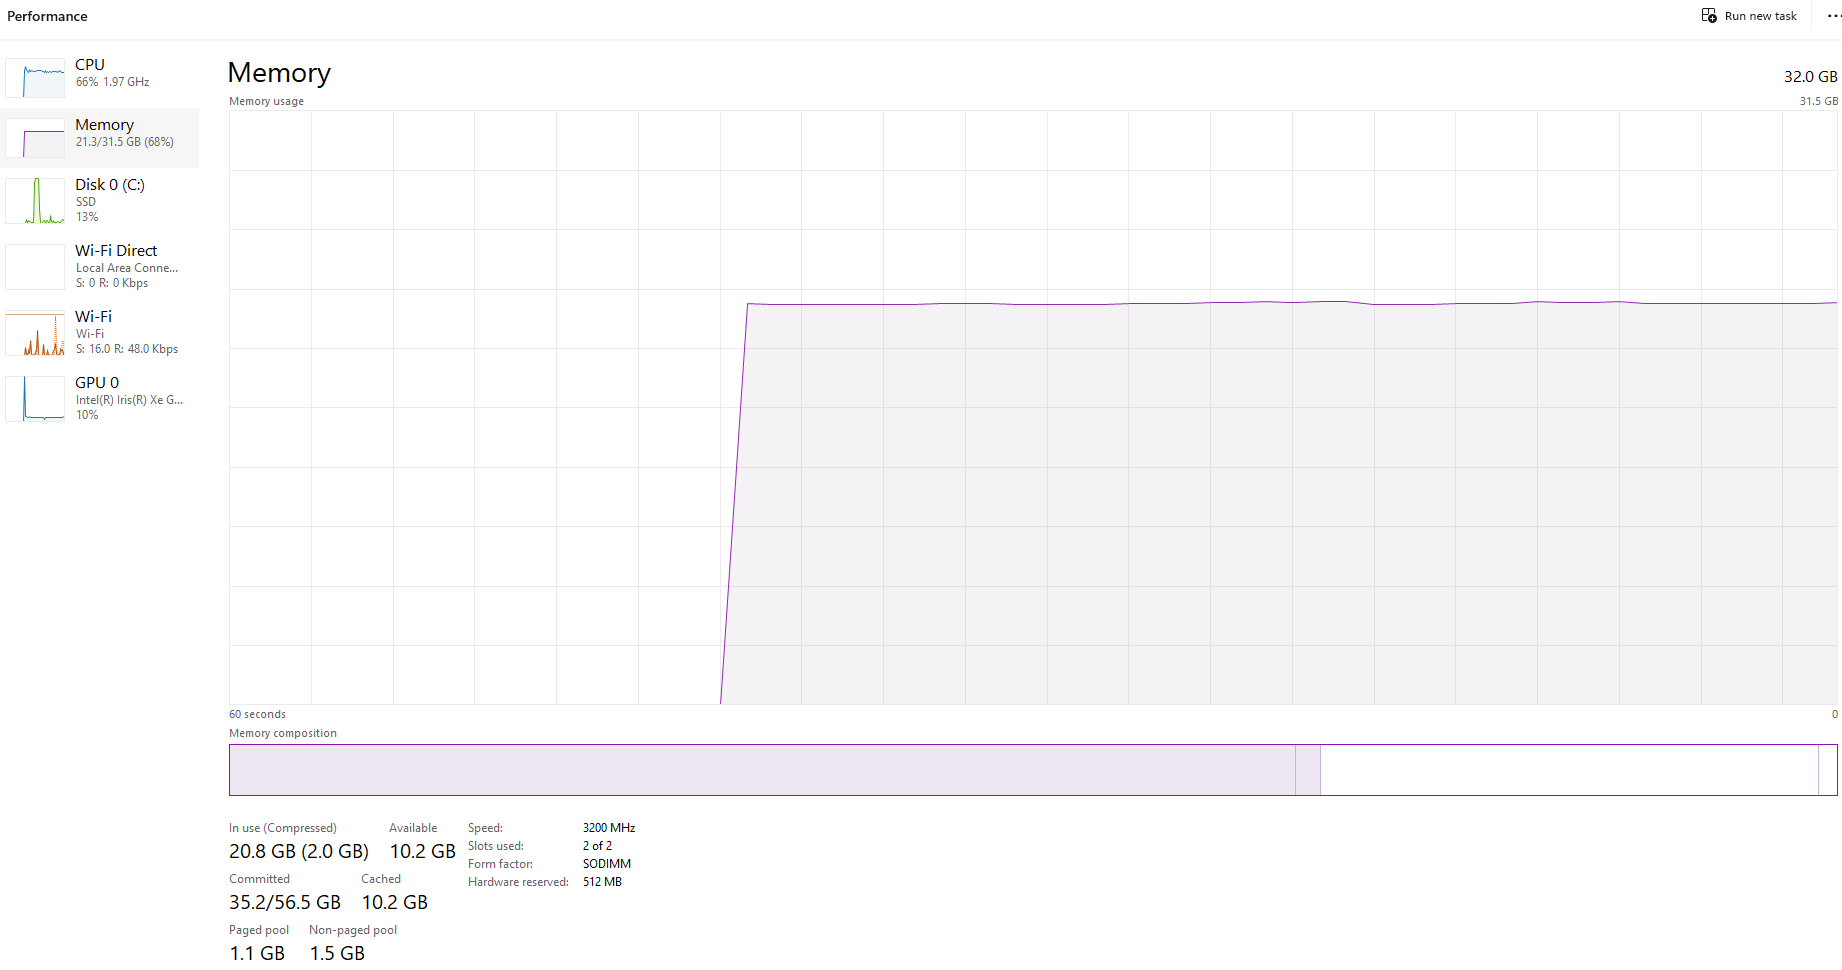 Performance
Run new task
CPU
66% 1.97 GHz
Memory
21.3/31.5 GB (68%)
Disk 0 (C:)
SSD
13%
Wi-Fi Direct
Local Area Conne...
S: 0 R: 0 Kbps
Wi-Fi
Wi-Fi
S: 16.0 R: 48.0 Kbps
GPU 0
Intel(R) Iris(R) Xe G...
10%
Memory
32.0 GB
Memory usage
31.5 GB
60 seconds
0
Memory composition
In use (Compressed)
20.8 GB (2.0 GB)
Available
10.2 GB
Committed
35.2/56.5 GB
Cached
10.2 GB
Paged pool
1.1 GB
Non-paged pool
1.5 GB
Speed: 3200 MHz
Slots used: 2 of 2
Form factor: SODIMM
Hardware reserved: 512 MB